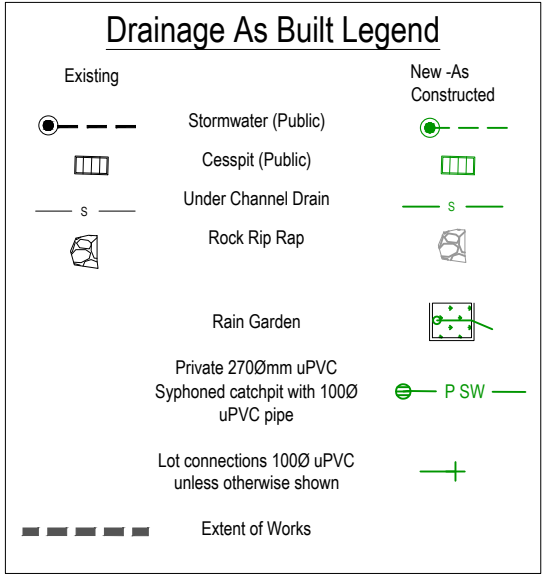 Drainage As Built Legend
Existing
New -As
Constructed
Stormwater (Public)
Cesspit (Public)
S
Under Channel Drain
S
Rock Rip Rap
Rain Garden
Private 270Ømm uPVC
Syphoned catchpit with 100Ø
uPVC pipe
P SW
Lot connections 100Ø uPVC
unless otherwise shown
Extent of Works